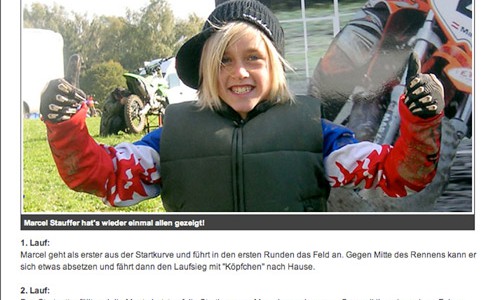 Marcel Stauffer hat's wieder einmal allen gezeigt!
1. Lauf:
Marcel geht als erster aus der Startkurve und führt in den ersten Runden das Feld an. Gegen Mitte des Rennens kann er
sich etwas absetzen und fährt dann den Laufsieg mit "Köpfchen" nach Hause.
2. Lauf: